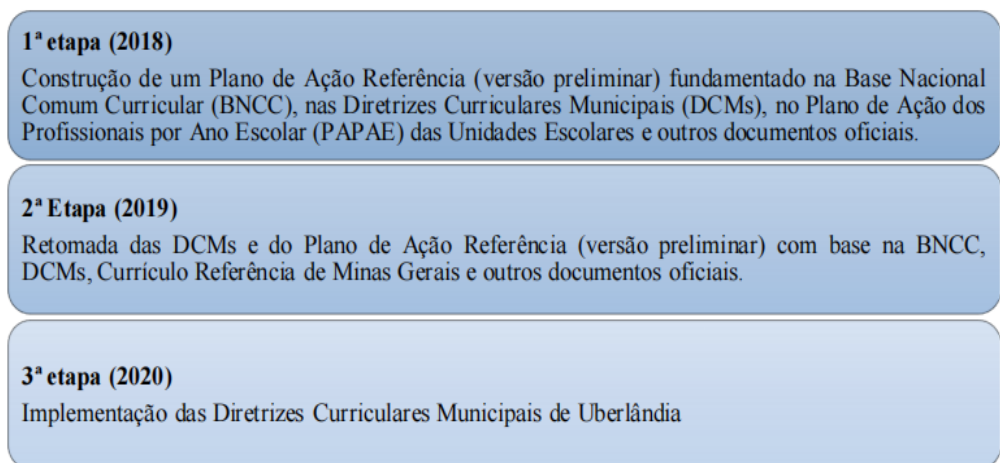 1ª etapa (2018)
Construção de um Plano de Ação Referência (versão preliminar) fundamentado na Base Nacional
Comum Curricular (BNCC), nas Diretrizes Curriculares Municipais (DCMs), no Plano de Ação dos
Profissionais por Ano Escolar (PAPAE) das Unidades Escolares e outros documentos oficiais.
2ª Etapa (2019)
Retomada das DCMs e do Plano de Ação Referência (versão preliminar) com base na BNCC,
DCMs, Currículo Referência de Minas Gerais e outros documentos oficiais.
3ª etapa (2020)
Implementação das Diretrizes Curriculares Municipais de Uberlândia